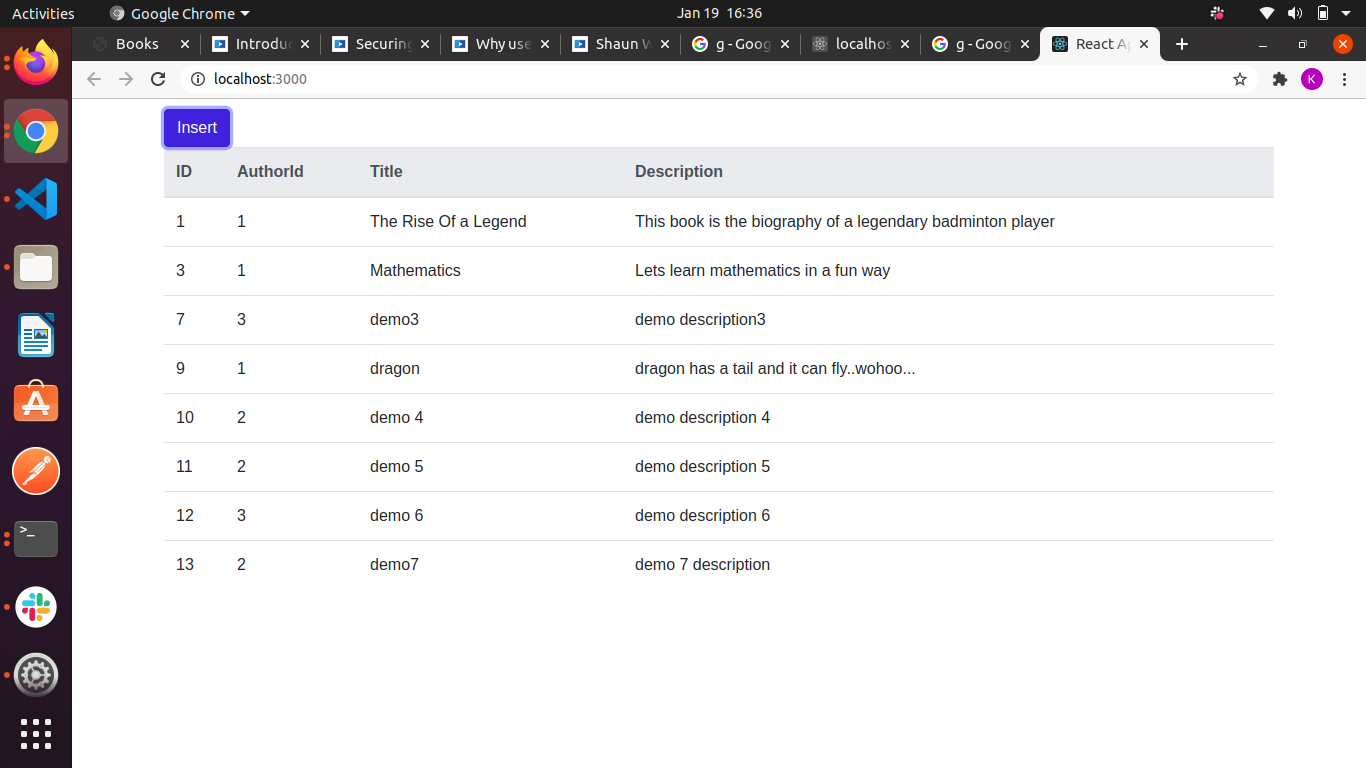 Activities Google Chrome Jan 19 16:36
Books Introdu Securing Why use Shaun W g - Goog localhos g - Goog React Ap
localhost:3000 K
Insert
ID AuthorId Title Description
1 1 The Rise Of a Legend This book is the biography of a legendary badminton player
3 1 Mathematics Lets learn mathematics in a fun way
7 3 demo3 demo description3
9 1 dragon dragon has a tail and it can fly..wohoo...
10 2 demo 4 demo description 4
11 2 demo 5 demo description 5
12 3 demo 6 demo description 6
13 2 demo7 demo 7 description
>_